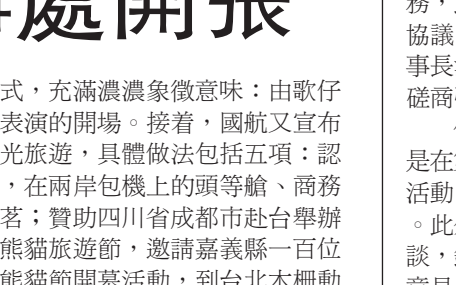 處開張
式，充滿濃濃象徵意味：由歌仔
表演的開場。接着，國航又宣布
光旅遊，具體做法包括五項：認
，在兩岸包機上的頭等艙、商務
茗；贊助四川省成都市赴台舉辦
熊貓旅遊節，邀請嘉義縣一百位
熊貓節開幕活動，到台北木柵動
務，
協議
事長
磋商
是在
活動
。此
談，
意見